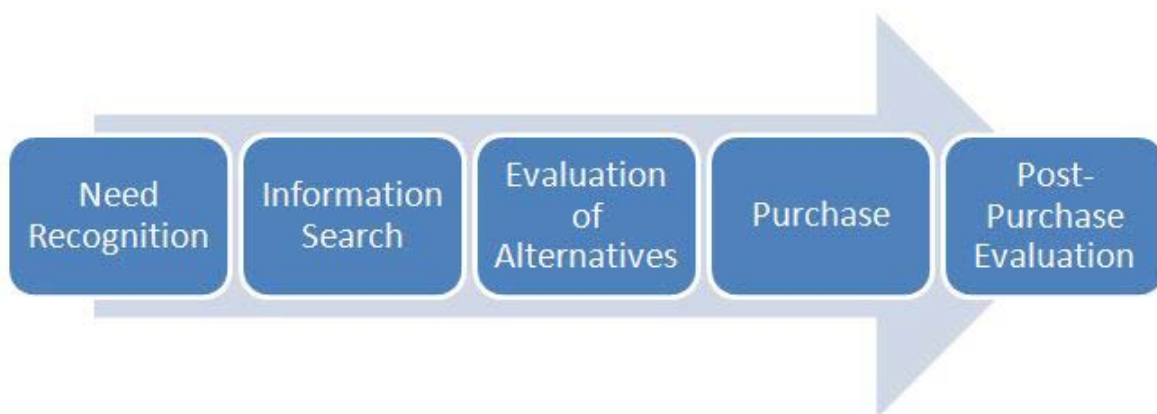 Need
Recognition
Information
Search
Evaluation
of
Alternatives
Purchase
Post-
Purchase
Evaluation